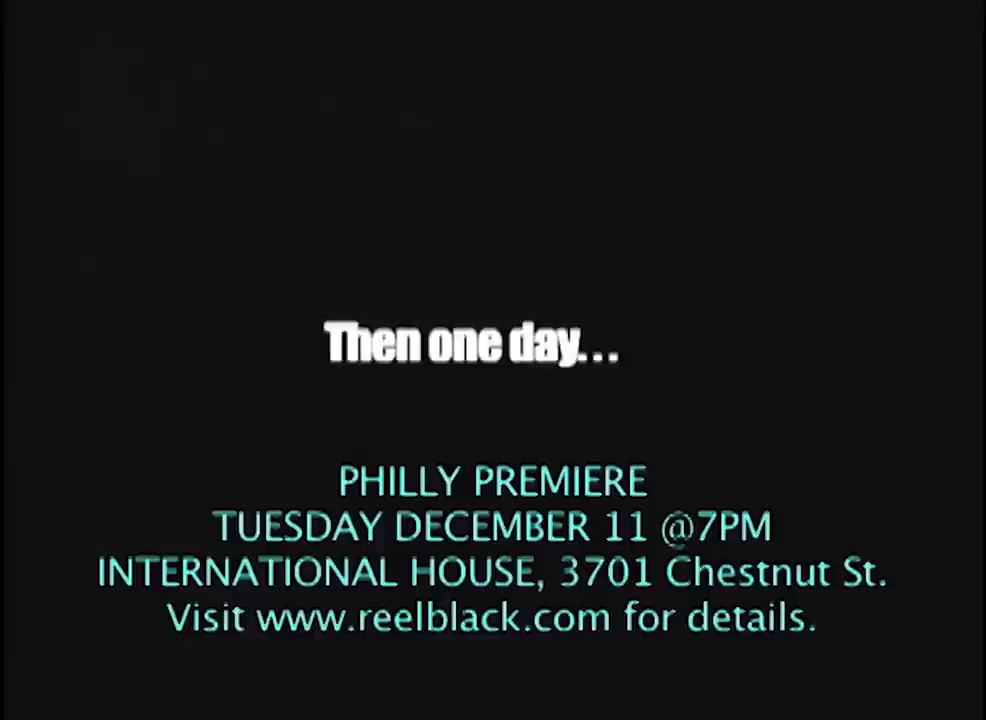 Then one day...
PHILLY PREMIERE
TUESDAY DECEMBER 11 @7PM
INTERNATIONAL HOUSE, 3701 Chestnut St.
Visit www.reelblack.com for details.